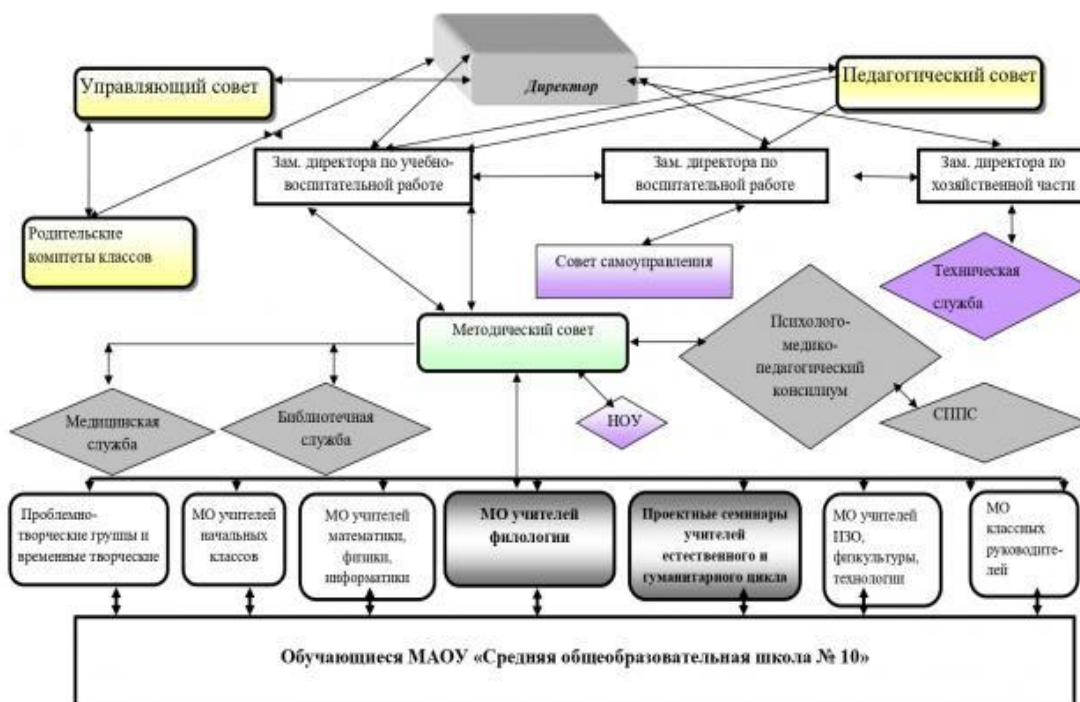 Директор
Управляющий совет
Педагогический совет
Зам. директора по учебно-
воспитательной работе
Зам. директора по
воспитательной работе
Зам. директора по
хозяйственной части
Родительские
комитеты классов
Совет самоуправления
Техническая
служба
Методический совет
Психолого-
медико-
педагогический
консилиум
Медицинская
служба
Библиотечная
служба
НОУ
СППС
Проблемно-
творческие группы и
временные творческие
МО учителей
начальных
классов
МО учителей
математики,
физики,
информатики
МО учителей
филологии
Проектные семинары
учителей
естественного и
гуманитарного цикла
МО учителей
ИЗО,
физкультуры,
технологии
МО
классных
руководите-
лей
Обучающиеся МАОУ «Средняя общеобразовательная школа № 10»